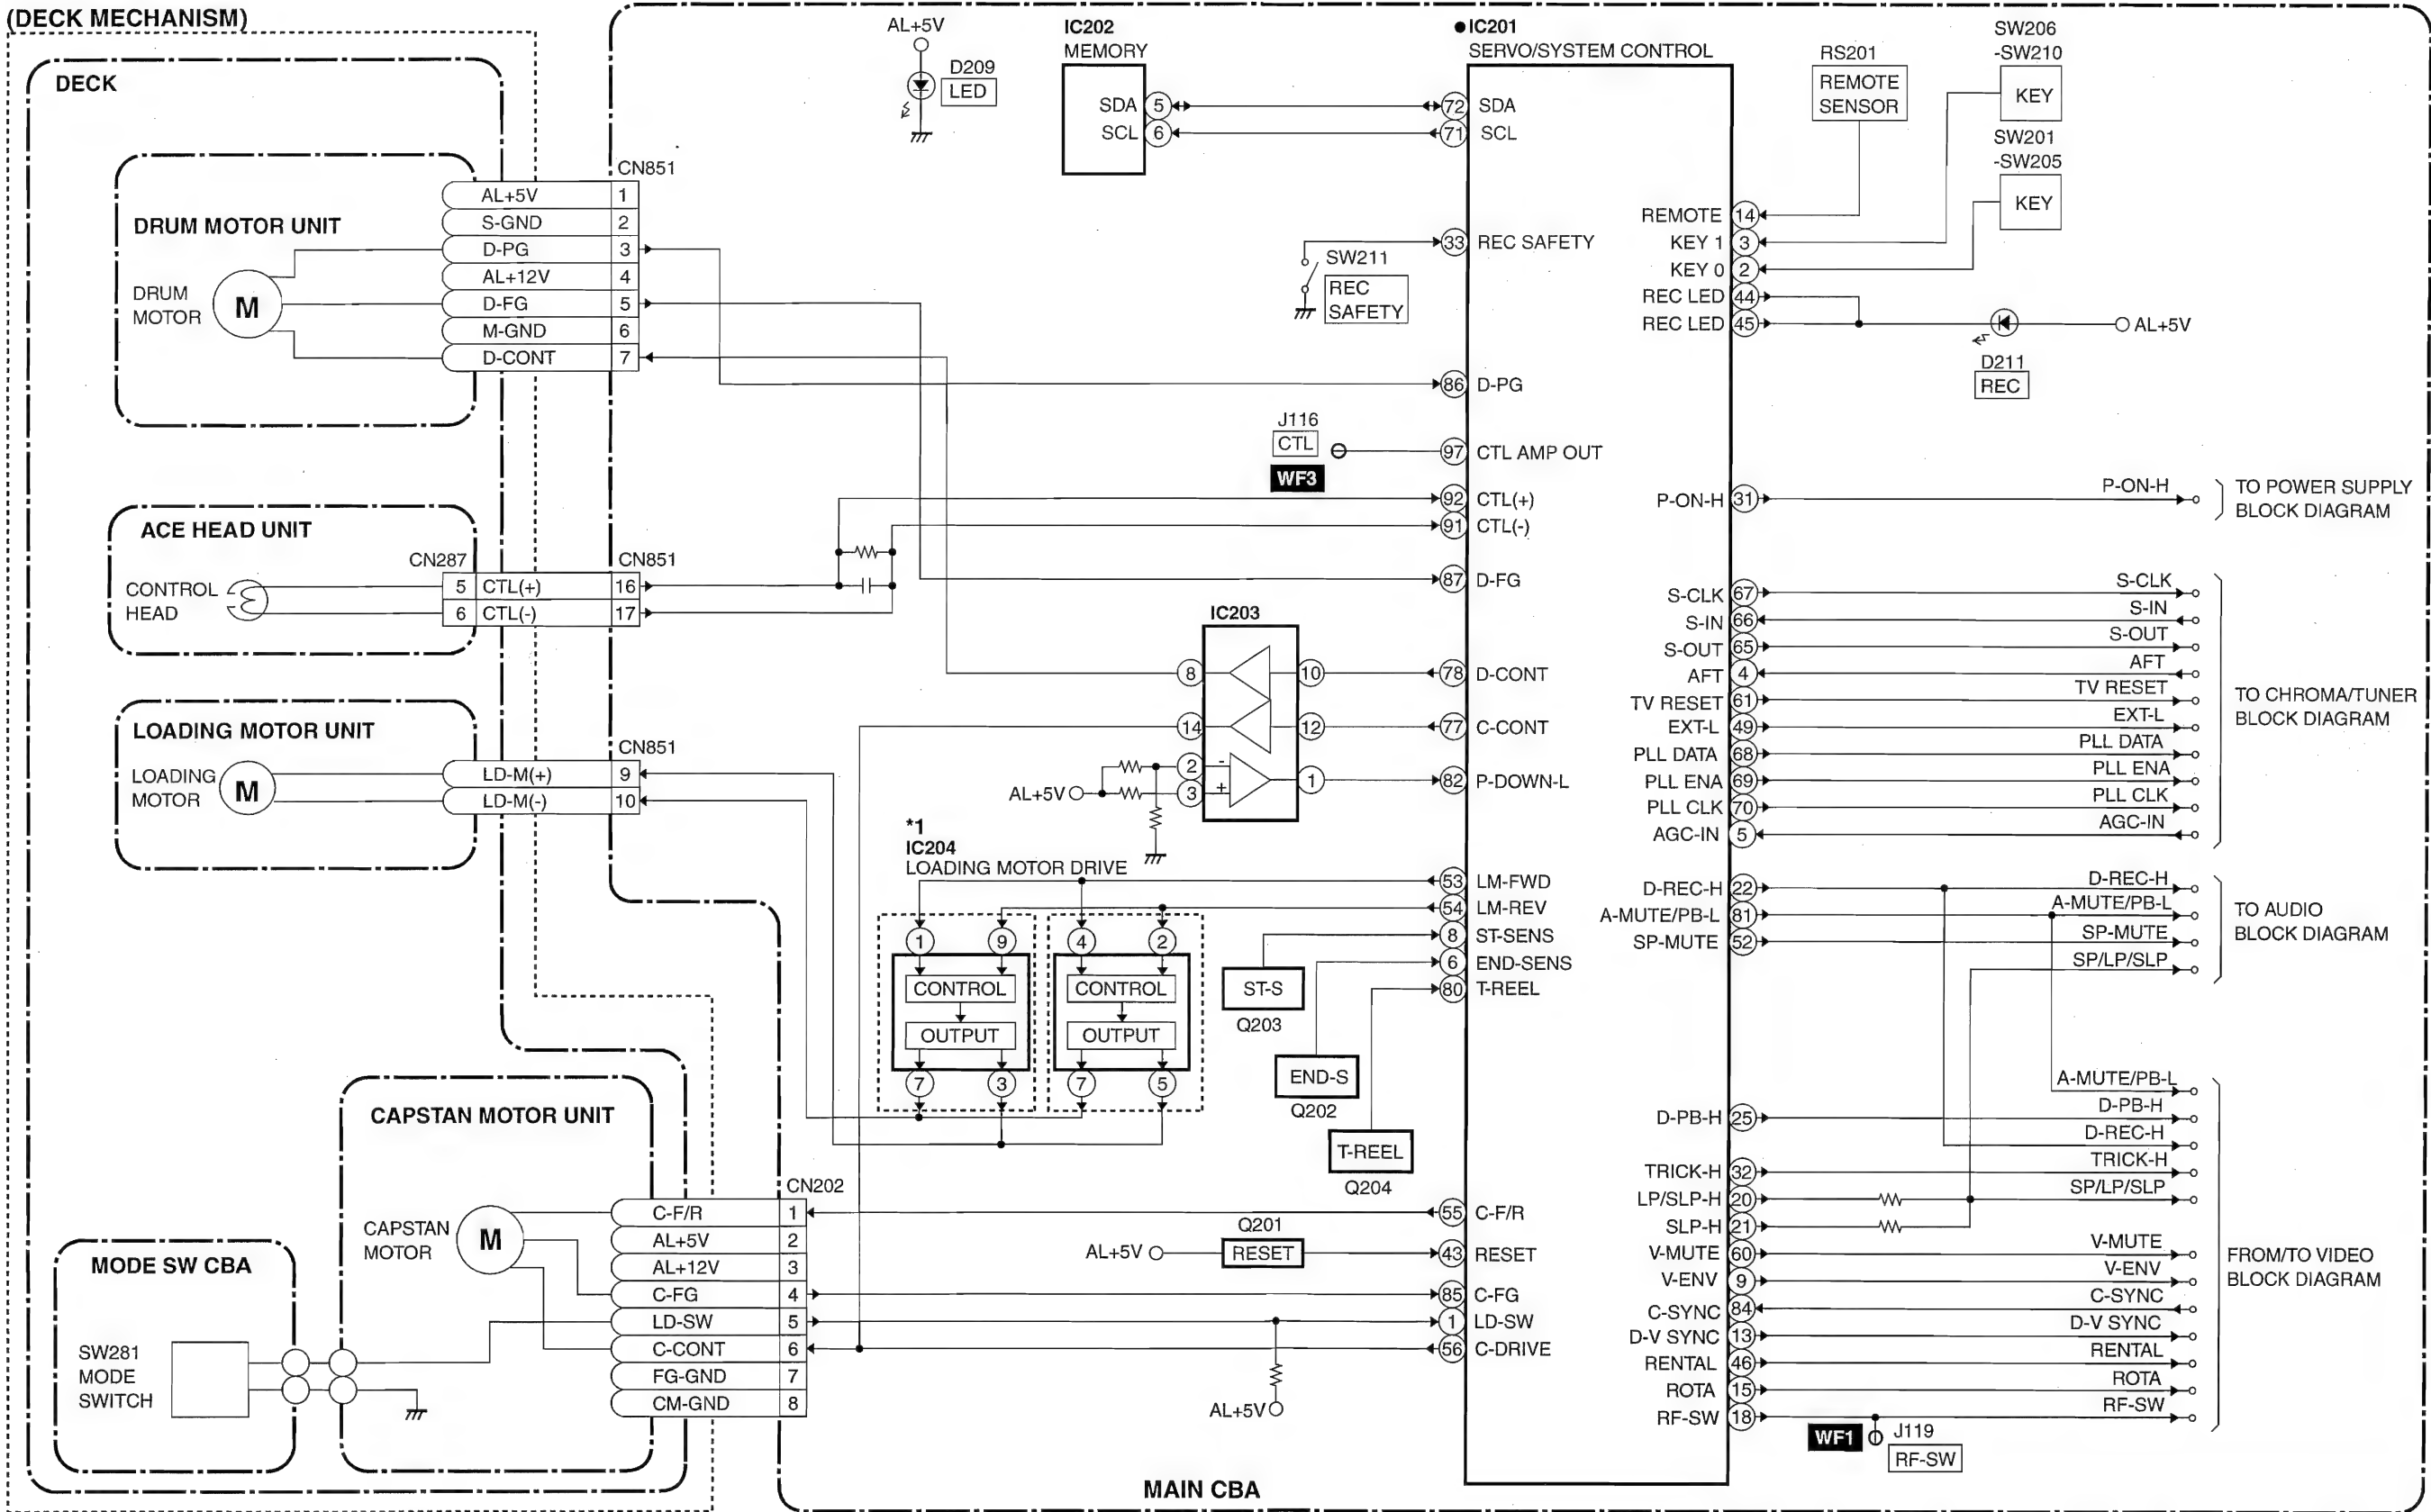 (DECK MECHANISM)
DECK
DRUM MOTOR UNIT
DRUM
MOTOR
M
CN851
AL+5V 1
S-GND 2
D-PG 3
AL+12V 4
D-FG 5
M-GND 6
D-CONT 7
ACE HEAD UNIT
CONTROL
HEAD
CN287
CN851
5 CTL(+) 16
6 CTL(-) 17
LOADING MOTOR UNIT
LOADING
MOTOR
M
CN851
LD-M(+) 9
LD-M(-) 10
CAPSTAN MOTOR UNIT
CAPSTAN
MOTOR
M
CN202
C-F/R 1
AL+5V 2
AL+12V 3
C-FG 4
LD-SW 5
C-CONT 6
FG-GND 7
CM-GND 8
MODE SW CBA
SW281
MODE
SWITCH
AL+5V
D209
LED
IC202
MEMORY
SDA 5
SCL 6
●IC201
SERVO/SYSTEM CONTROL
72 SDA
71 SCL
SW211
REC
SAFETY
33 REC SAFETY
86 D-PG
J116
CTL
WF3
97 CTL AMP OUT
92 CTL(+)
91 CTL(-)
87 D-FG
IC203
8 10
78 D-CONT
14 12
77 C-CONT
AL+5V
2 -
3 +
1
82 P-DOWN-L
*1
IC204
LOADING MOTOR DRIVE
1 9 4 2
CONTROL CONTROL
OUTPUT OUTPUT
7 3 7 5
53 LM-FWD
54 LM-REV
8 ST-SENS
6 END-SENS
80 T-REEL
ST-S
Q203
END-S
Q202
T-REEL
Q204
55 C-F/R
Q201
AL+5V RESET
43 RESET
85 C-FG
1 LD-SW
56 C-DRIVE
AL+5V
MAIN CBA
RS201
REMOTE
SENSOR
SW206
-SW210
KEY
SW201
-SW205
KEY
REMOTE 14
KEY 1 3
KEY 0 2
REC LED 44
REC LED 45
AL+5V
D211
REC
P-ON-H 31 P-ON-H
TO POWER SUPPLY
BLOCK DIAGRAM
S-CLK 67 S-CLK
S-IN 66 S-IN
S-OUT 65 S-OUT
AFT 4 AFT
TV RESET 61 TV RESET
EXT-L 49 EXT-L
PLL DATA 68 PLL DATA
PLL ENA 69 PLL ENA
PLL CLK 70 PLL CLK
AGC-IN 5 AGC-IN
TO CHROMA/TUNER
BLOCK DIAGRAM
D-REC-H 22 D-REC-H
A-MUTE/PB-L 81 A-MUTE/PB-L
SP-MUTE 52 SP-MUTE
SP/LP/SLP
TO AUDIO
BLOCK DIAGRAM
A-MUTE/PB-L
D-PB-H 25 D-PB-H
D-REC-H
TRICK-H 32 TRICK-H
LP/SLP-H 20 SP/LP/SLP
SLP-H 21
V-MUTE 60 V-MUTE
V-ENV 9 V-ENV
C-SYNC 84 C-SYNC
D-V SYNC 13 D-V SYNC
RENTAL 46 RENTAL
ROTA 15 ROTA
RF-SW 18 RF-SW
FROM/TO VIDEO
BLOCK DIAGRAM
WF1 J119
RF-SW